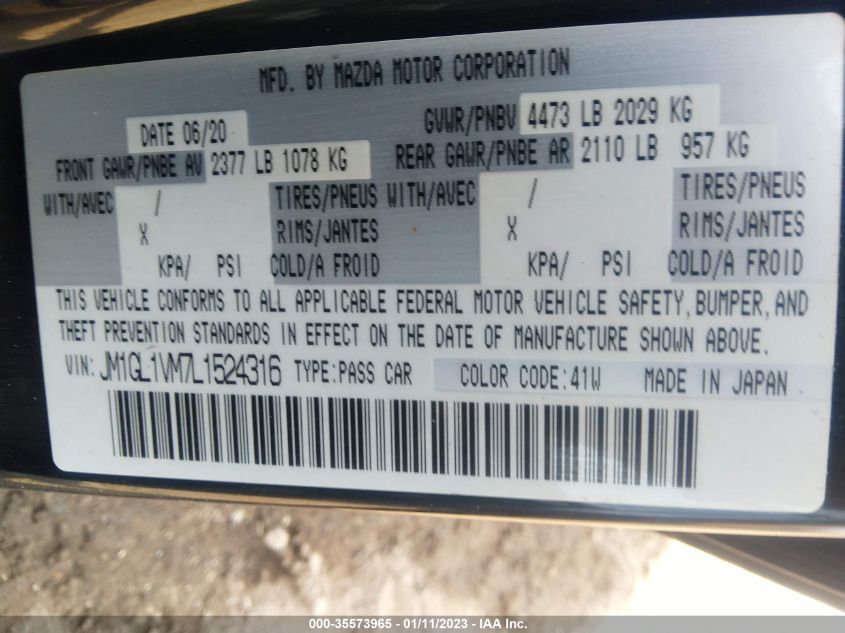 MFD. BY MAZDA MOTOR CORPORATION
DATE 06/20
GVWR/PNBV 4473 LB 2029 KG
FRONT GAWR/PNBE AV 2377 LB 1078 KG
REAR GAWR/PNBE AR 2110 LB 957 KG
WITH/AVEC / TIRES/PNEUS WITH/AVEC / TIRES/PNEUS
X RIMS/JANTES X RIMS/JANTES
KPA/ PSI COLD/A FROID KPA/ PSI COLD/A FROID
THIS VEHICLE CONFORMS TO ALL APPLICABLE FEDERAL MOTOR VEHICLE SAFETY, BUMPER, AND
THEFT PREVENTION STANDARDS IN EFFECT ON THE DATE OF MANUFACTURE SHOWN ABOVE.
VIN: JM1GL1VM7L1524316 TYPE:PASS CAR COLOR CODE:41W MADE IN JAPAN
000-35573965 - 01/11/2023 - IAA Inc.